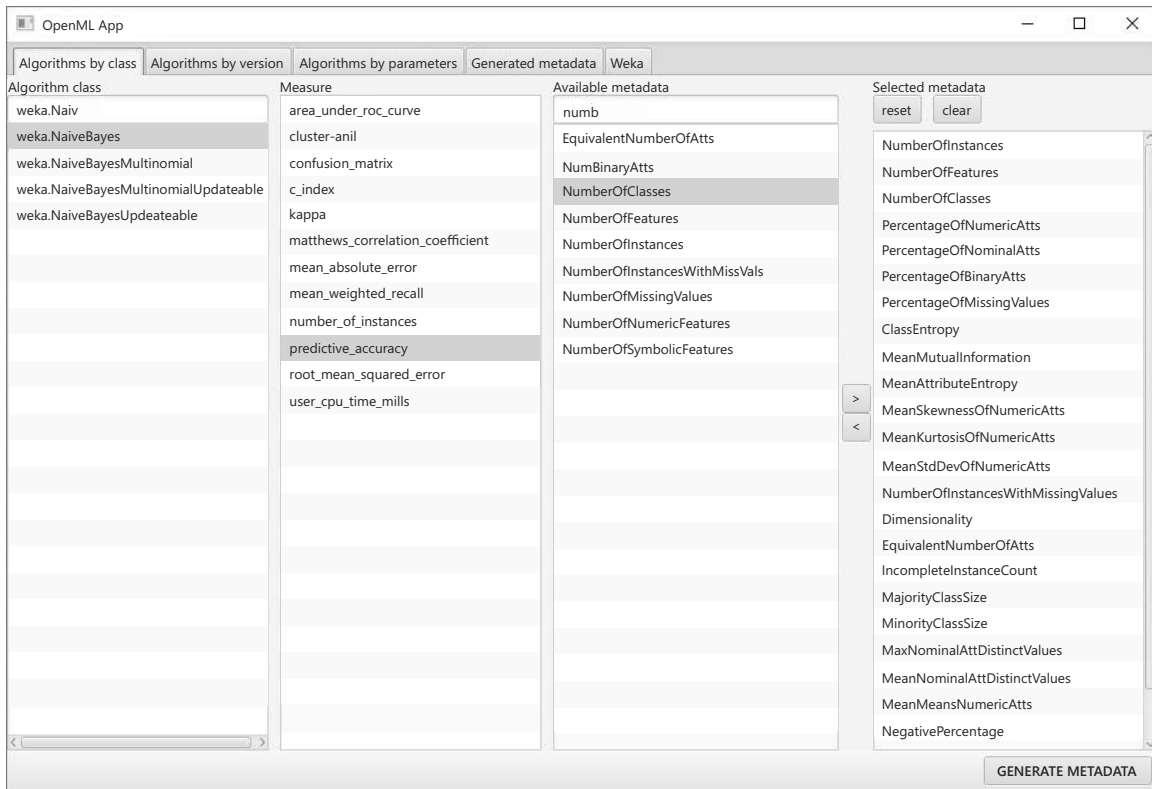 OpenML App
Algorithms by class Algorithms by version Algorithms by parameters Generated metadata Weka
Algorithm class
weka.Naiv
weka.NaiveBayes
weka.NaiveBayesMultinomial
weka.NaiveBayesMultinomialUpdateable
weka.NaiveBayesUpdeateable
Measure
area_under_roc_curve
cluster-anil
confusion_matrix
c_index
kappa
matthews_correlation_coefficient
mean_absolute_error
mean_weighted_recall
number_of_instances
predictive_accuracy
root_mean_squared_error
user_cpu_time_mills
Available metadata
numb
EquivalentNumberOfAtts
NumBinaryAtts
NumberOfClasses
NumberOfFeatures
NumberOfInstances
NumberOfInstancesWithMissVals
NumberOfMissingValues
NumberOfNumericFeatures
NumberOfSymbolicFeatures
>
<
Selected metadata
reset clear
NumberOfInstances
NumberOfFeatures
NumberOfClasses
PercentageOfNumericAtts
PercentageOfNominalAtts
PercentageOfBinaryAtts
PercentageOfMissingValues
ClassEntropy
MeanMutualInformation
MeanAttributeEntropy
MeanSkewnessOfNumericAtts
MeanKurtosisOfNumericAtts
MeanStdDevOfNumericAtts
NumberOfInstancesWithMissingValues
Dimensionality
EquivalentNumberOfAtts
IncompleteInstanceCount
MajorityClassSize
MinorityClassSize
MaxNominalAttDistinctValues
MeanNominalAttDistinctValues
MeanMeansNumericAtts
NegativePercentage
GENERATE METADATA